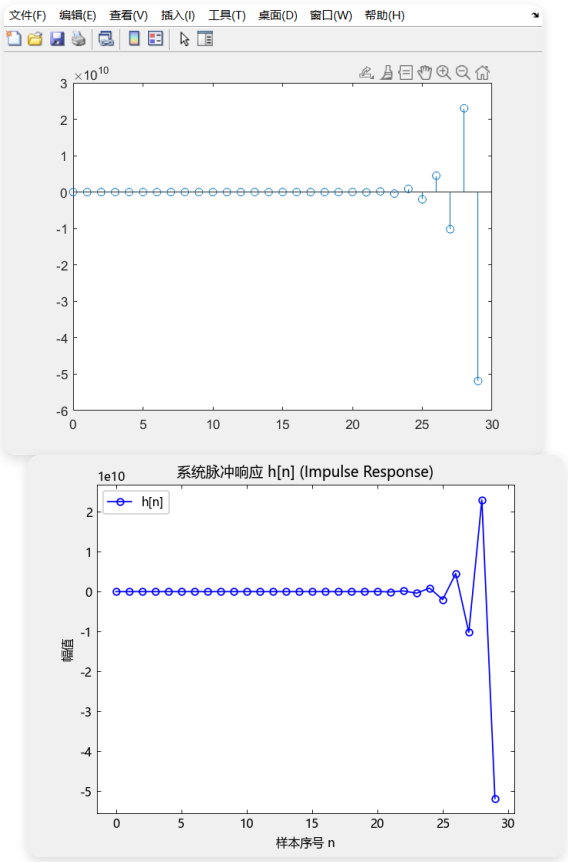 文件(F) 编辑(E) 查看(V) 插入(I) 工具(T) 桌面(D) 窗口(W) 帮助(H)
×10¹⁰
3
2
1
0
-1
-2
-3
-4
-5
-6
0 5 10 15 20 25 30
系统脉冲响应 h[n] (Impulse Response)
1e10
h[n]
2
1
0
-1
-2
-3
-4
-5
幅值
0 5 10 15 20 25 30
样本序号 n